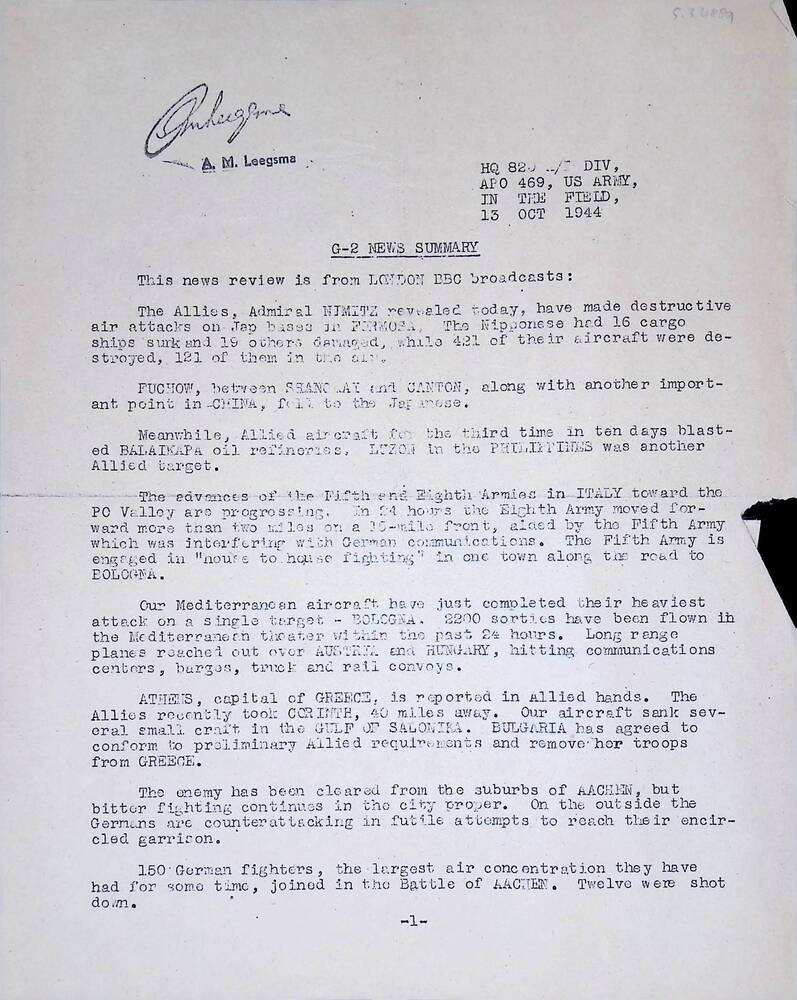 A. M. Leegsma
HQ 82 DIV,
APO 469, US ARMY,
IN THE FIELD,
13 OCT 1944
G-2 NEWS SUMMARY
This news review is from LONDON BBC broadcasts:
The Allies, Admiral NIMITZ revealed today, have made destructive
air attacks on Jap bases in FORMOSA. The Nipponese had 16 cargo
ships sunk and 19 others damaged, while 421 of their aircraft were de-
stroyed, 121 of them in the air.
FUCHOW, between SHANGHAI and CANTON, along with another import-
ant point in CHINA, fell to the Japanese.
Meanwhile, Allied aircraft for the third time in ten days blast-
ed BALAIKAPA oil refineries. LUZON in the PHILIPPINES was another
Allied target.
The advances of the Fifth and Eighth Armies in ITALY toward the
PO Valley are progressing. In 24 hours the Eighth Army moved for-
ward more than two miles on a mile front, aided by the Fifth Army
which was interfering with German communications. The Fifth Army is
engaged in "house to house fighting" in one town along the road to
BOLOGNA.
Our Mediterranean aircraft have just completed their heaviest
attack on a single target - BOLOGNA. 2200 sorties have been flown in
the Mediterranean theater within the past 24 hours. Long range
planes reached out over AUSTRIA and HUNGARY, hitting communications
centers, barges, truck and rail convoys.
ATHENS, capital of GREECE, is reported in Allied hands. The
Allies recently took CORINTH, 40 miles away. Our aircraft sank sev-
eral small craft in the GULF OF SALONIKA. BULGARIA has agreed to
conform to preliminary Allied requirements and remove her troops
from GREECE.
The enemy has been cleared from the suburbs of AACHEN, but
bitter fighting continues in the city proper. On the outside the
Germans are counterattacking in futile attempts to reach their encir-
cled garrison.
150 German fighters, the largest air concentration they have
had for some time, joined in the Battle of AACHEN. Twelve were shot
down.
-1-